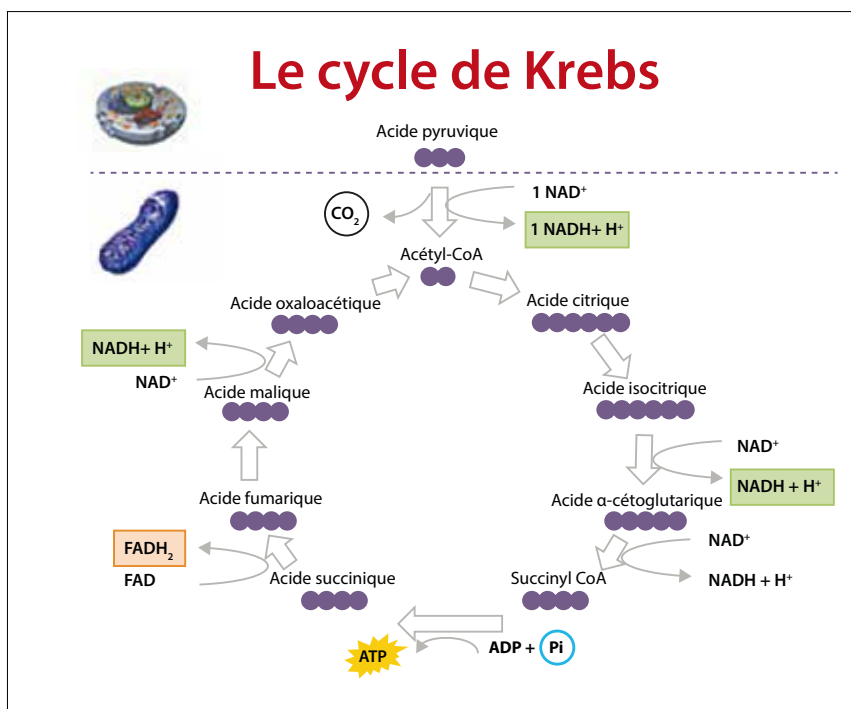 Le cycle de Krebs
Acide pyruvique
1 NAD⁺
CO₂
1 NADH+ H⁺
Acétyl-CoA
Acide oxaloacétique
Acide citrique
NADH+ H⁺
NAD⁺
Acide malique
Acide isocitrique
NAD⁺
NADH + H⁺
Acide fumarique
Acide α-cétoglutarique
FADH₂
FAD
NAD⁺
NADH + H⁺
Acide succinique
Succinyl CoA
ATP
ADP + Pi